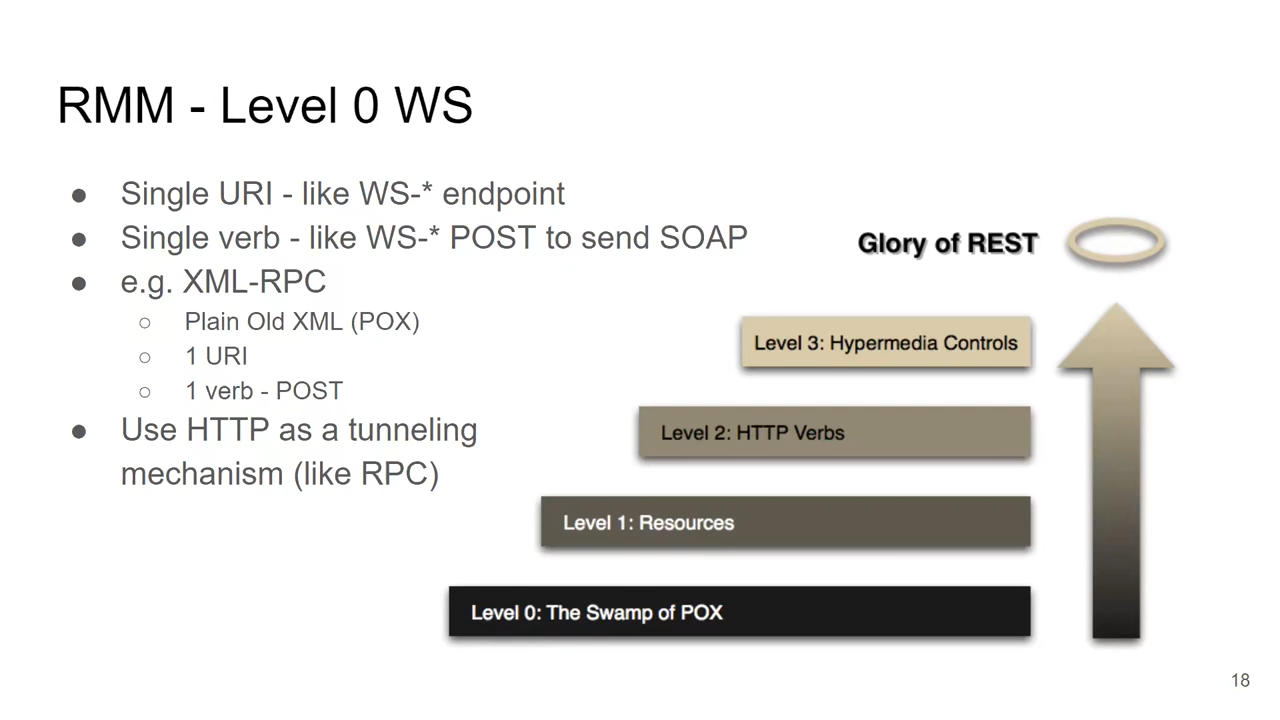 RMM - Level 0 WS
● Single URI - like WS-* endpoint
● Single verb - like WS-* POST to send SOAP
● e.g. XML-RPC
○ Plain Old XML (POX)
○ 1 URI
○ 1 verb - POST
● Use HTTP as a tunneling
mechanism (like RPC)
Glory of REST
Level 3: Hypermedia Controls
Level 2: HTTP Verbs
Level 1: Resources
Level 0: The Swamp of POX
18